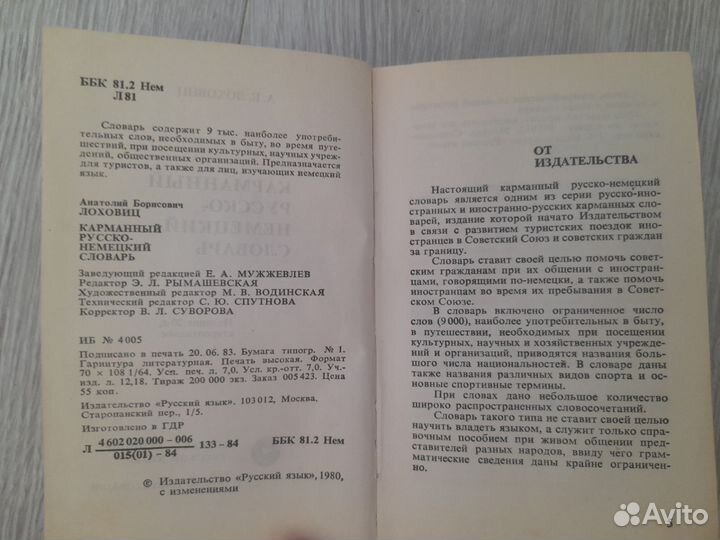 ББК 81.2 Нем
Л 81
Словарь содержит 9 тыс. наиболее употреби-
тельных слов, необходимых в быту, во время путе-
шествий, при посещении культурных, научных учреж-
дений, общественных организаций. Предназначается
для туристов, а также для лиц, изучающих немецкий
язык.
Анатолий Борисович
ЛОХОВИЦ
КАРМАННЫЙ
РУССКО-
НЕМЕЦКИЙ
СЛОВАРЬ
Заведующий редакцией Е. А. МУЖЖЕВЛЕВ
Редактор Э. Л. РЫМАШЕВСКАЯ
Художественный редактор М. В. ВОДИНСКАЯ
Технический редактор С. Ю. СПУТНОВА
Корректор В. Л. СУВОРОВА
ИБ № 4005
Подписано в печать 20.06.83. Бумага типогр. № 1.
Гарнитура литературная. Печать высокая. Формат
70 × 108 1/64. Усл. печ. л. 7,0. Усл. кр.-отт. 7,0. Уч.-
изд. л. 12,18. Тираж 200 000 экз. Заказ 005423. Цена
55 коп.
Издательство «Русский язык». 103012, Москва,
Старопанский пер., 1/5.
Изготовлено в ГДР
Л 4602020000—006 / 015(01)—84 133-84 ББК 81.2 Нем
© Издательство «Русский язык», 1980,
с изменениями
ОТ
ИЗДАТЕЛЬСТВА
Настоящий карманный русско-немецкий
словарь является одним из серии русско-ино-
странных и иностранно-русских карманных сло-
варей, издание которой начато Издательством
в связи с развитием туристских поездок ино-
странцев в Советский Союз и советских граждан
за границу.
Словарь ставит своей целью помочь совет-
ским гражданам при их общении с иностран-
цами, говорящими по-немецки, а также помочь
иностранцам во время их пребывания в Совет-
ском Союзе.
В словарь включено ограниченное число
слов (9000), наиболее употребительных в быту,
в путешествии, необходимых при посещении
культурных, научных и хозяйственных учрежде-
ний и организаций, приводятся названия боль-
шого числа национальностей. В словаре даны
также названия различных видов спорта и ос-
новные спортивные термины.
При словах дано небольшое количество
широко распространенных словосочетаний.
Словарь такого типа не ставит своей целью
научить владеть языком, а служит только спра-
вочным пособием при живом общении пред-
ставителей разных народов, ввиду чего грам-
матические сведения даны крайне ограничен-
но.
Avito